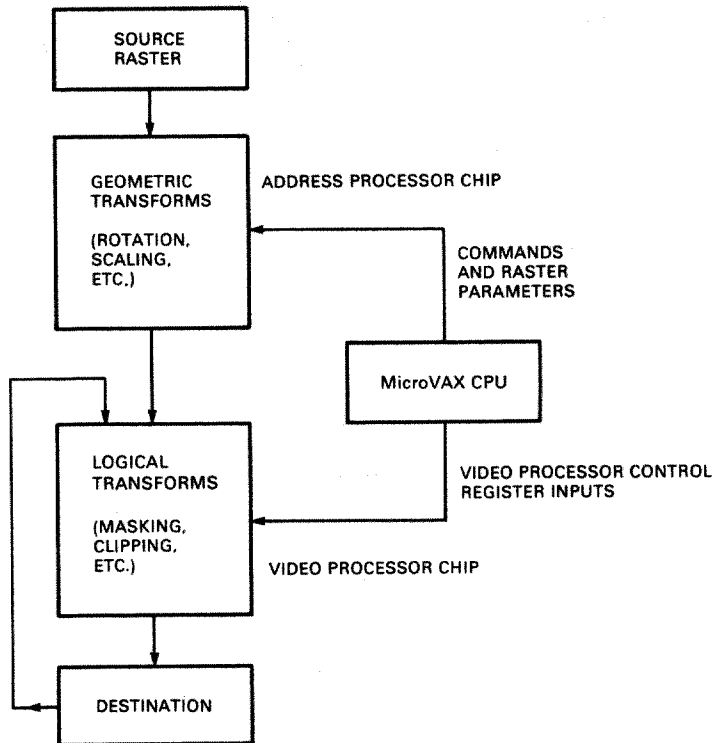 SOURCE
RASTER
GEOMETRIC
TRANSFORMS
(ROTATION,
SCALING,
ETC.)
ADDRESS PROCESSOR CHIP
COMMANDS
AND RASTER
PARAMETERS
MicroVAX CPU
LOGICAL
TRANSFORMS
(MASKING,
CLIPPING,
ETC.)
VIDEO PROCESSOR CONTROL
REGISTER INPUTS
VIDEO PROCESSOR CHIP
DESTINATION